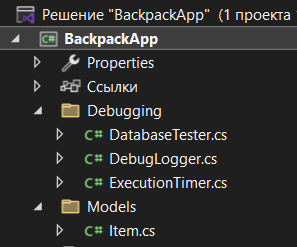 Решение "BackpackApp" (1 проекта
BackpackApp
Properties
Ссылки
Debugging
DatabaseTester.cs
DebugLogger.cs
ExecutionTimer.cs
Models
Item.cs